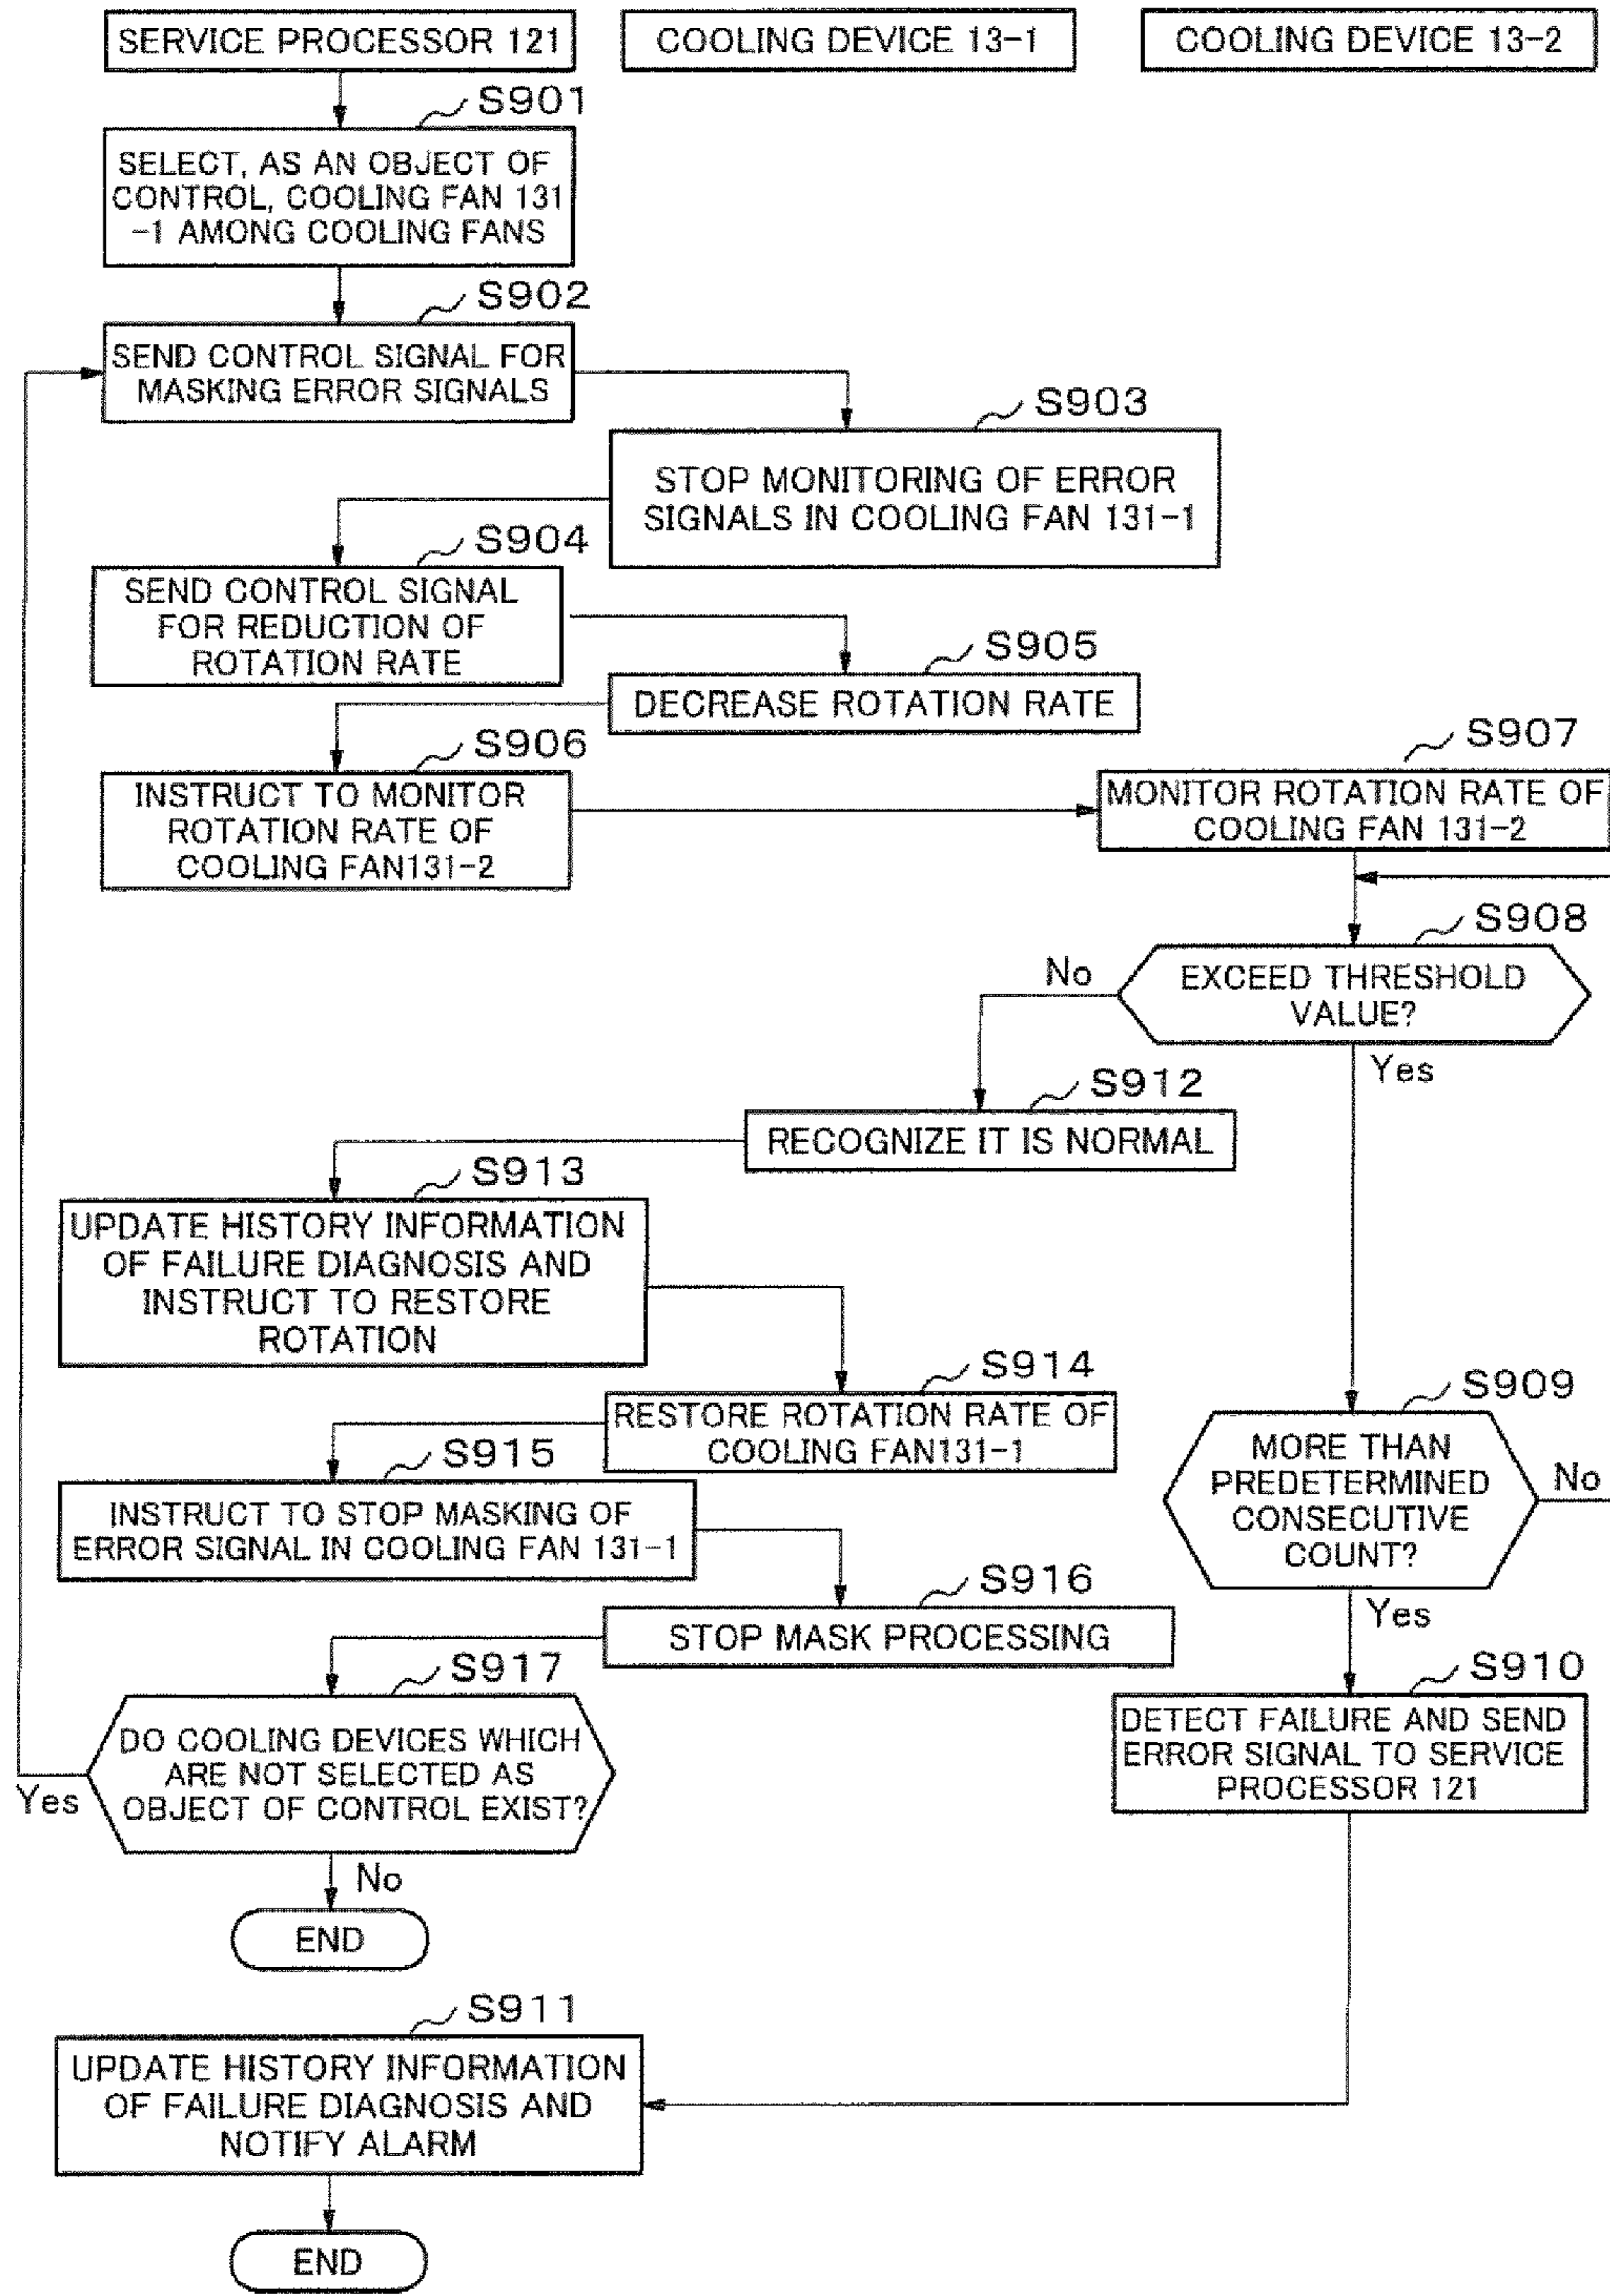 SERVICE PROCESSOR 121
COOLING DEVICE 13-1
COOLING DEVICE 13-2
S901
SELECT, AS AN OBJECT OF
CONTROL, COOLING FAN 131
-1 AMONG COOLING FANS
S902
SEND CONTROL SIGNAL FOR
MASKING ERROR SIGNALS
S903
STOP MONITORING OF ERROR
SIGNALS IN COOLING FAN 131-1
S904
SEND CONTROL SIGNAL
FOR REDUCTION OF
ROTATION RATE
S905
DECREASE ROTATION RATE
S906
INSTRUCT TO MONITOR
ROTATION RATE OF
COOLING FAN131-2
S907
MONITOR ROTATION RATE OF
COOLING FAN 131-2
S908
EXCEED THRESHOLD
VALUE?
No
Yes
S912
RECOGNIZE IT IS NORMAL
S913
UPDATE HISTORY INFORMATION
OF FAILURE DIAGNOSIS AND
INSTRUCT TO RESTORE
ROTATION
S914
RESTORE ROTATION RATE OF
COOLING FAN131-1
S909
MORE THAN
PREDETERMINED
CONSECUTIVE
COUNT?
No
Yes
S915
INSTRUCT TO STOP MASKING OF
ERROR SIGNAL IN COOLING FAN 131-1
S916
STOP MASK PROCESSING
S917
DO COOLING DEVICES WHICH
ARE NOT SELECTED AS
OBJECT OF CONTROL EXIST?
Yes
No
END
S910
DETECT FAILURE AND SEND
ERROR SIGNAL TO SERVICE
PROCESSOR 121
S911
UPDATE HISTORY INFORMATION
OF FAILURE DIAGNOSIS AND
NOTIFY ALARM
END